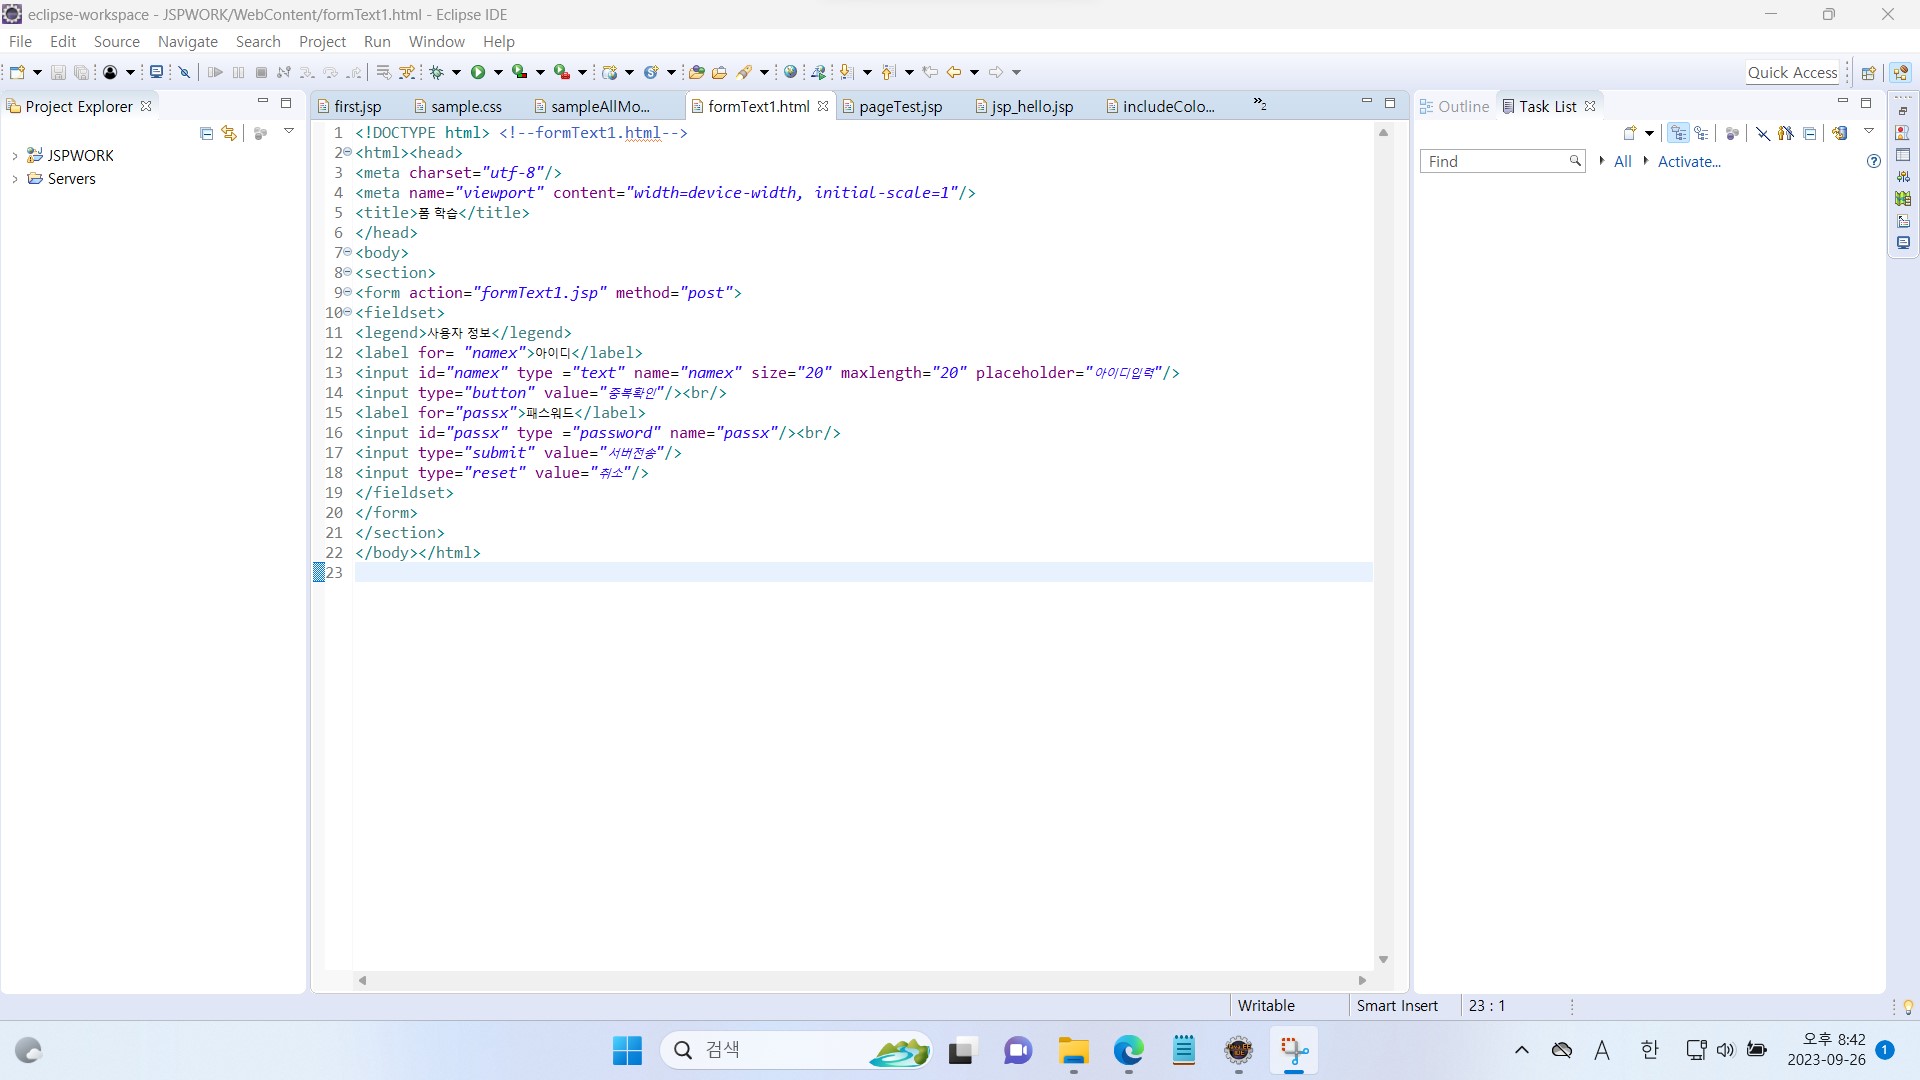 eclipse-workspace - JSPWORK/WebContent/formText1.html - Eclipse IDE
File Edit Source Navigate Search Project Run Window Help
Quick Access
Project Explorer
JSPWORK
Servers
first.jsp sample.css sampleAllMo... formText1.html pageTest.jsp jsp_hello.jsp includeColo... »2
1 <!DOCTYPE html> <!--formText1.html-->
2 <html><head>
3 <meta charset="utf-8"/>
4 <meta name="viewport" content="width=device-width, initial-scale=1"/>
5 <title>폼 학습</title>
6 </head>
7 <body>
8 <section>
9 <form action="formText1.jsp" method="post">
10 <fieldset>
11 <legend>사용자 정보</legend>
12 <label for= "namex">아이디</label>
13 <input id="namex" type ="text" name="namex" size="20" maxlength="20" placeholder="아이디입력"/>
14 <input type="button" value="중복확인"/><br/>
15 <label for="passx">패스워드</label>
16 <input id="passx" type ="password" name="passx"/><br/>
17 <input type="submit" value="서버전송"/>
18 <input type="reset" value="취소"/>
19 </fieldset>
20 </form>
21 </section>
22 </body></html>
23
Outline Task List
Find All Activate...
Writable Smart Insert 23 : 1
검색
A 한
오후 8:42
2023-09-26
1